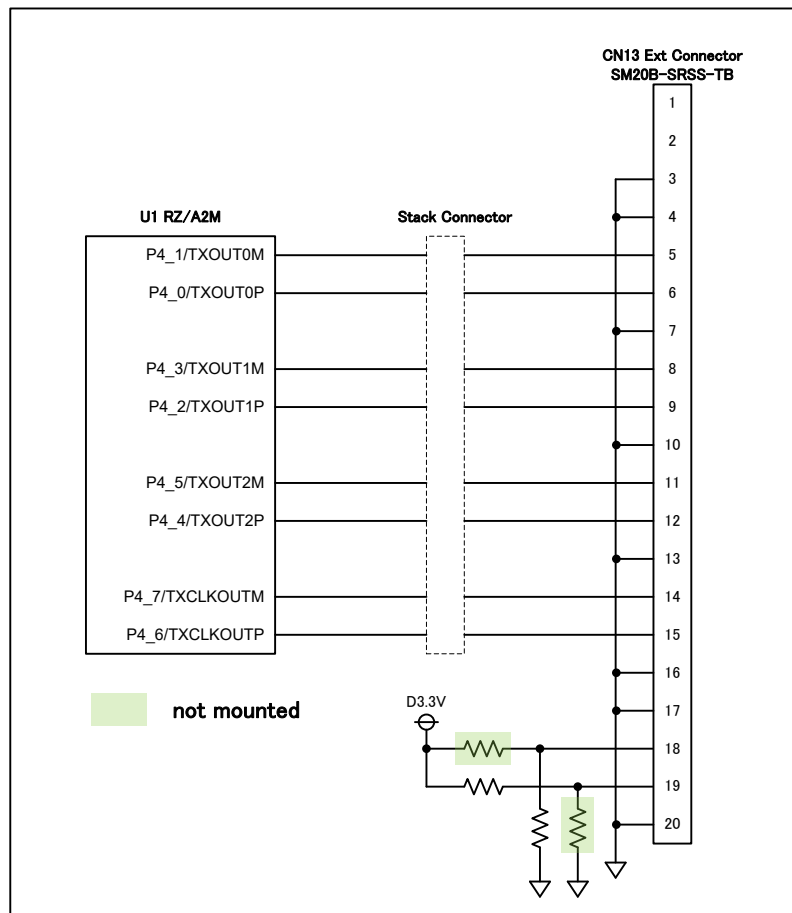 CN13 Ext Connector
SM20B-SRSS-TB
1
2
3
4
5
6
7
8
9
10
11
12
13
14
15
16
17
18
19
20
U1 RZ/A2M
Stack Connector
P4_1/TXOUT0M
P4_0/TXOUT0P
P4_3/TXOUT1M
P4_2/TXOUT1P
P4_5/TXOUT2M
P4_4/TXOUT2P
P4_7/TXCLKOUTM
P4_6/TXCLKOUTP
not mounted
D3.3V